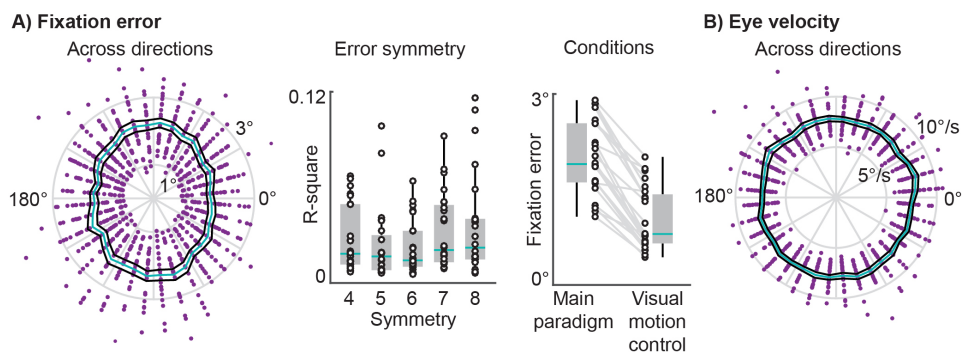 A) Fixation error
Across directions
3°
1°
180°
0°
Error symmetry
0.12
R-square
0
4 5 6 7 8
Symmetry
Conditions
3°
Fixation error
0°
Main paradigm
Visual motion control
B) Eye velocity
Across directions
10°/s
5°/s
180°
0°